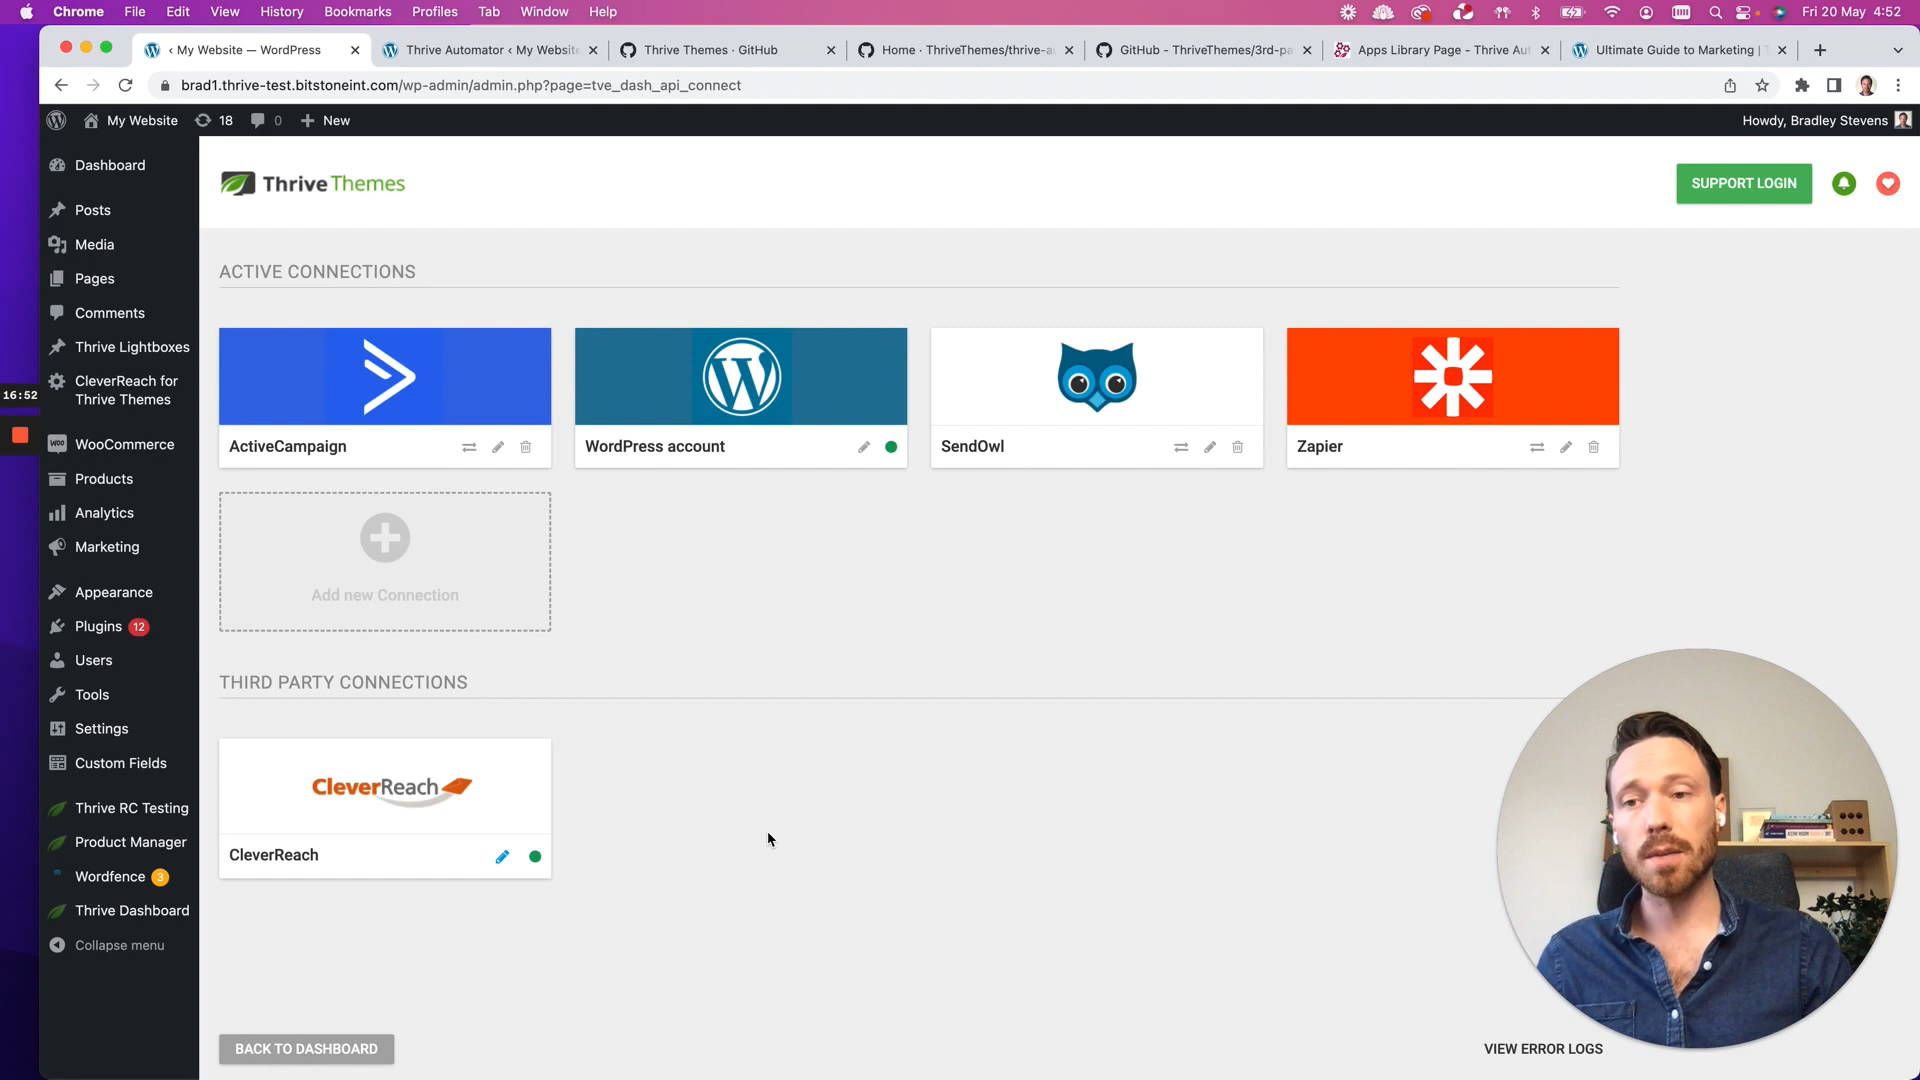 Chrome File Edit View History Bookmarks Profiles Tab Window Help Fri 20 May 4:52
‹ My Website — WordPress
Thrive Automator ‹ My Website
Thrive Themes · GitHub
Home · ThriveThemes/thrive-a
GitHub - ThriveThemes/3rd-pa
Apps Library Page - Thrive Aut
Ultimate Guide to Marketing | T
brad1.thrive-test.bitstoneint.com/wp-admin/admin.php?page=tve_dash_api_connect
My Website 18 0 New Howdy, Bradley Stevens
Dashboard
Posts
Media
Pages
Comments
Thrive Lightboxes
CleverReach for
Thrive Themes
16:52
WooCommerce
Products
Analytics
Marketing
Appearance
Plugins 12
Users
Tools
Settings
Custom Fields
Thrive RC Testing
Product Manager
Wordfence 3
Thrive Dashboard
Collapse menu
Thrive Themes
SUPPORT LOGIN
ACTIVE CONNECTIONS
ActiveCampaign
WordPress account
SendOwl
Zapier
Add new Connection
THIRD PARTY CONNECTIONS
CleverReach
CleverReach
BACK TO DASHBOARD
VIEW ERROR LOGS